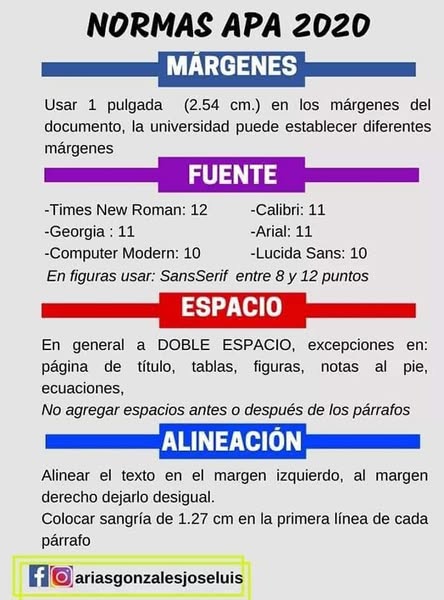 NORMAS APA 2020
MÁRGENES
Usar 1 pulgada (2.54 cm.) en los márgenes del
documento, la universidad puede establecer diferentes
márgenes
FUENTE
-Times New Roman: 12 -Calibri: 11
-Georgia : 11 -Arial: 11
-Computer Modern: 10 -Lucida Sans: 10
En figuras usar: SansSerif entre 8 y 12 puntos
ESPACIO
En general a DOBLE ESPACIO, excepciones en:
página de título, tablas, figuras, notas al pie,
ecuaciones,
No agregar espacios antes o después de los párrafos
ALINEACIÓN
Alinear el texto en el margen izquierdo, al margen
derecho dejarlo desigual.
Colocar sangría de 1.27 cm en la primera línea de cada
párrafo
ariasgonzalesjoseluis